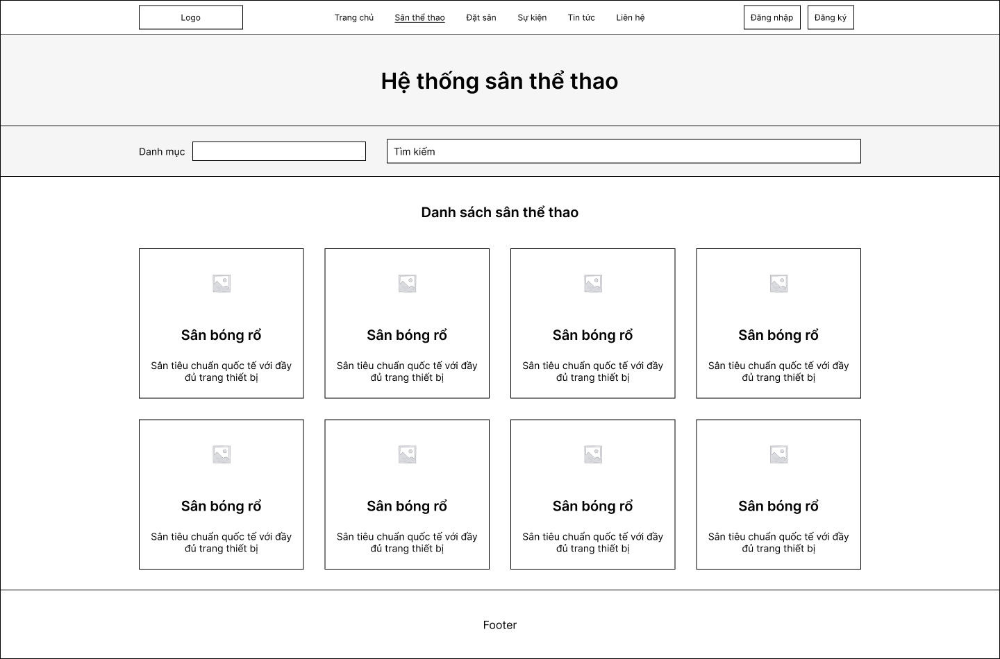 Logo
Trang chủ
Sân thể thao
Đặt sân
Sự kiện
Tin tức
Liên hệ
Đăng nhập
Đăng ký
Hệ thống sân thể thao
Danh mục
Tìm kiếm
Danh sách sân thể thao
Sân bóng rổ
Sân tiêu chuẩn quốc tế với đầy
đủ trang thiết bị
Sân bóng rổ
Sân tiêu chuẩn quốc tế với đầy
đủ trang thiết bị
Sân bóng rổ
Sân tiêu chuẩn quốc tế với đầy
đủ trang thiết bị
Sân bóng rổ
Sân tiêu chuẩn quốc tế với đầy
đủ trang thiết bị
Sân bóng rổ
Sân tiêu chuẩn quốc tế với đầy
đủ trang thiết bị
Sân bóng rổ
Sân tiêu chuẩn quốc tế với đầy
đủ trang thiết bị
Sân bóng rổ
Sân tiêu chuẩn quốc tế với đầy
đủ trang thiết bị
Sân bóng rổ
Sân tiêu chuẩn quốc tế với đầy
đủ trang thiết bị
Footer